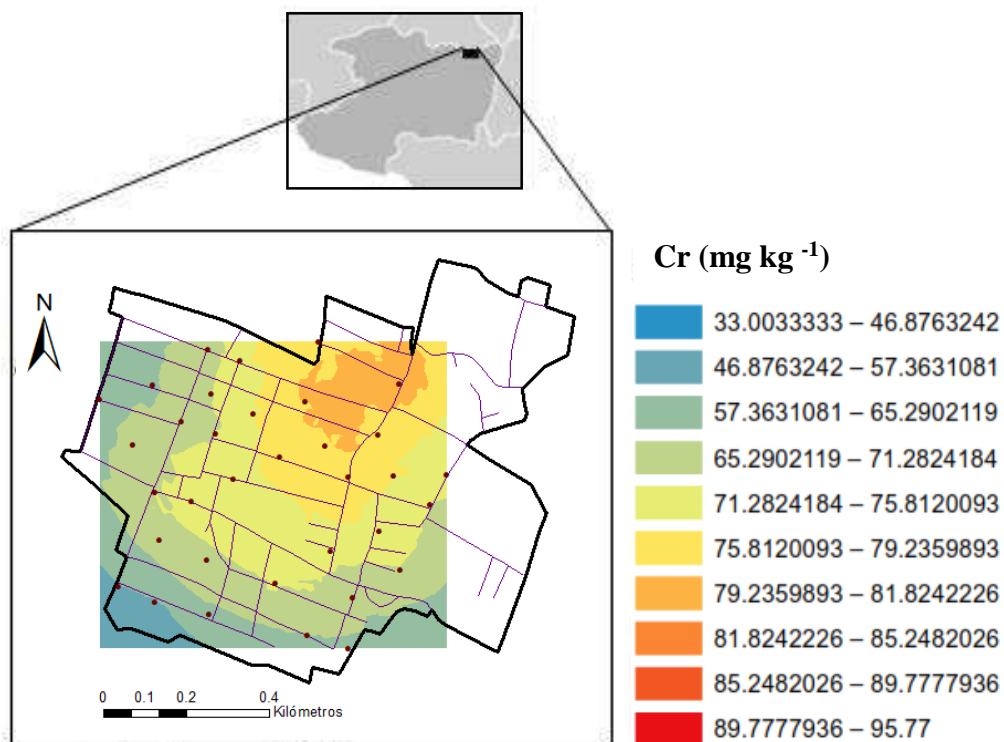 Cr (mg kg -1)
N
33.0033333 – 46.8763242
46.8763242 – 57.3631081
57.3631081 – 65.2902119
65.2902119 – 71.2824184
71.2824184 – 75.8120093
75.8120093 – 79.2359893
79.2359893 – 81.8242226
81.8242226 – 85.2482026
85.2482026 – 89.7777936
89.7777936 – 95.77
0 0.1 0.2 0.4
Kilómetros